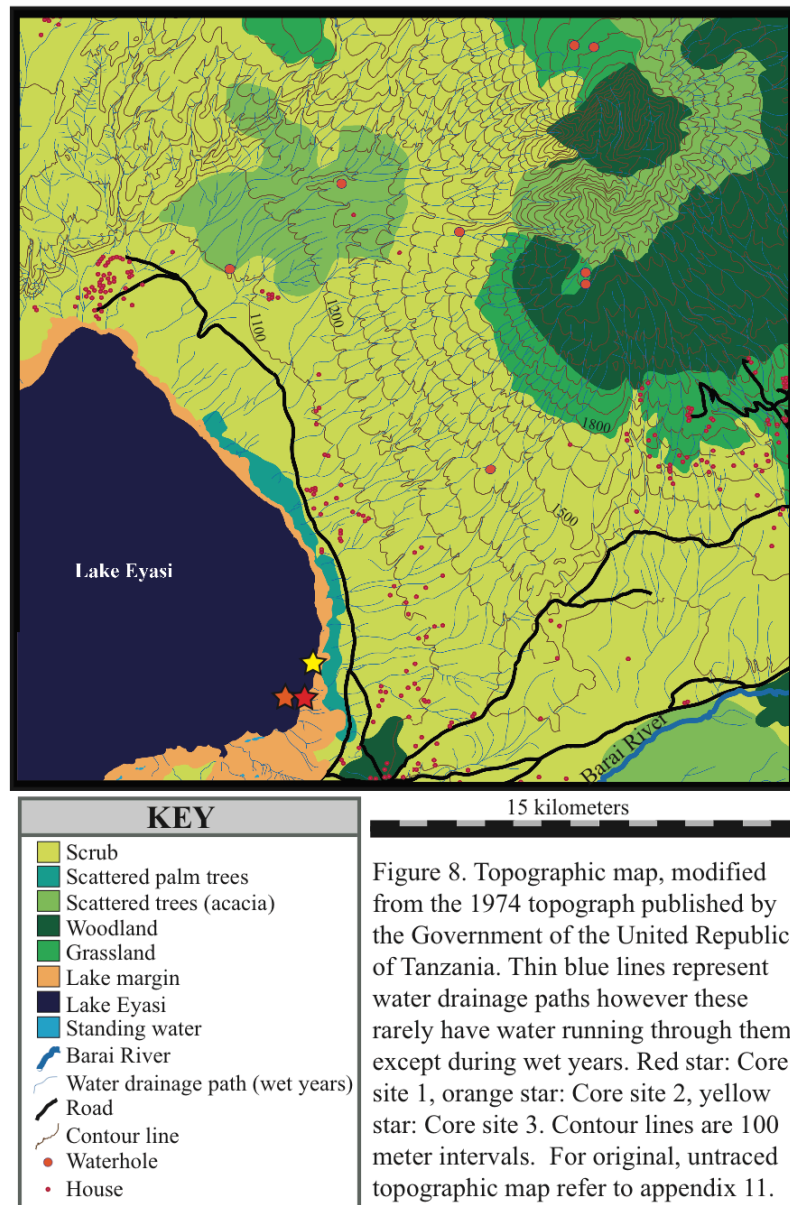 1100
1200
1800
1500
Lake Eyasi
Barai River
KEY
Scrub
Scattered palm trees
Scattered trees (acacia)
Woodland
Grassland
Lake margin
Lake Eyasi
Standing water
Barai River
Water drainage path (wet years)
Road
Contour line
Waterhole
House
15 kilometers
Figure 8. Topographic map, modified
from the 1974 topograph published by
the Government of the United Republic
of Tanzania. Thin blue lines represent
water drainage paths however these
rarely have water running through them
except during wet years. Red star: Core
site 1, orange star: Core site 2, yellow
star: Core site 3. Contour lines are 100
meter intervals.  For original, untraced
topographic map refer to appendix 11.